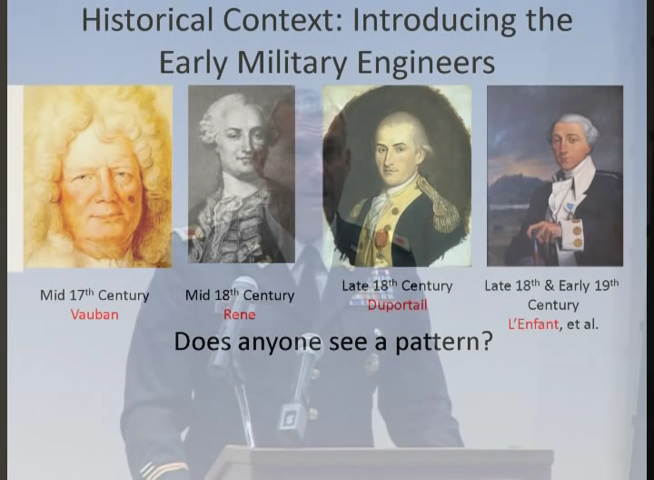 Historical Context: Introducing the
Early Military Engineers
Mid 17th Century
Vauban
Mid 18th Century
Rene
Late 18th Century
Duportail
Late 18th & Early 19th
Century
L'Enfant, et al.
Does anyone see a pattern?